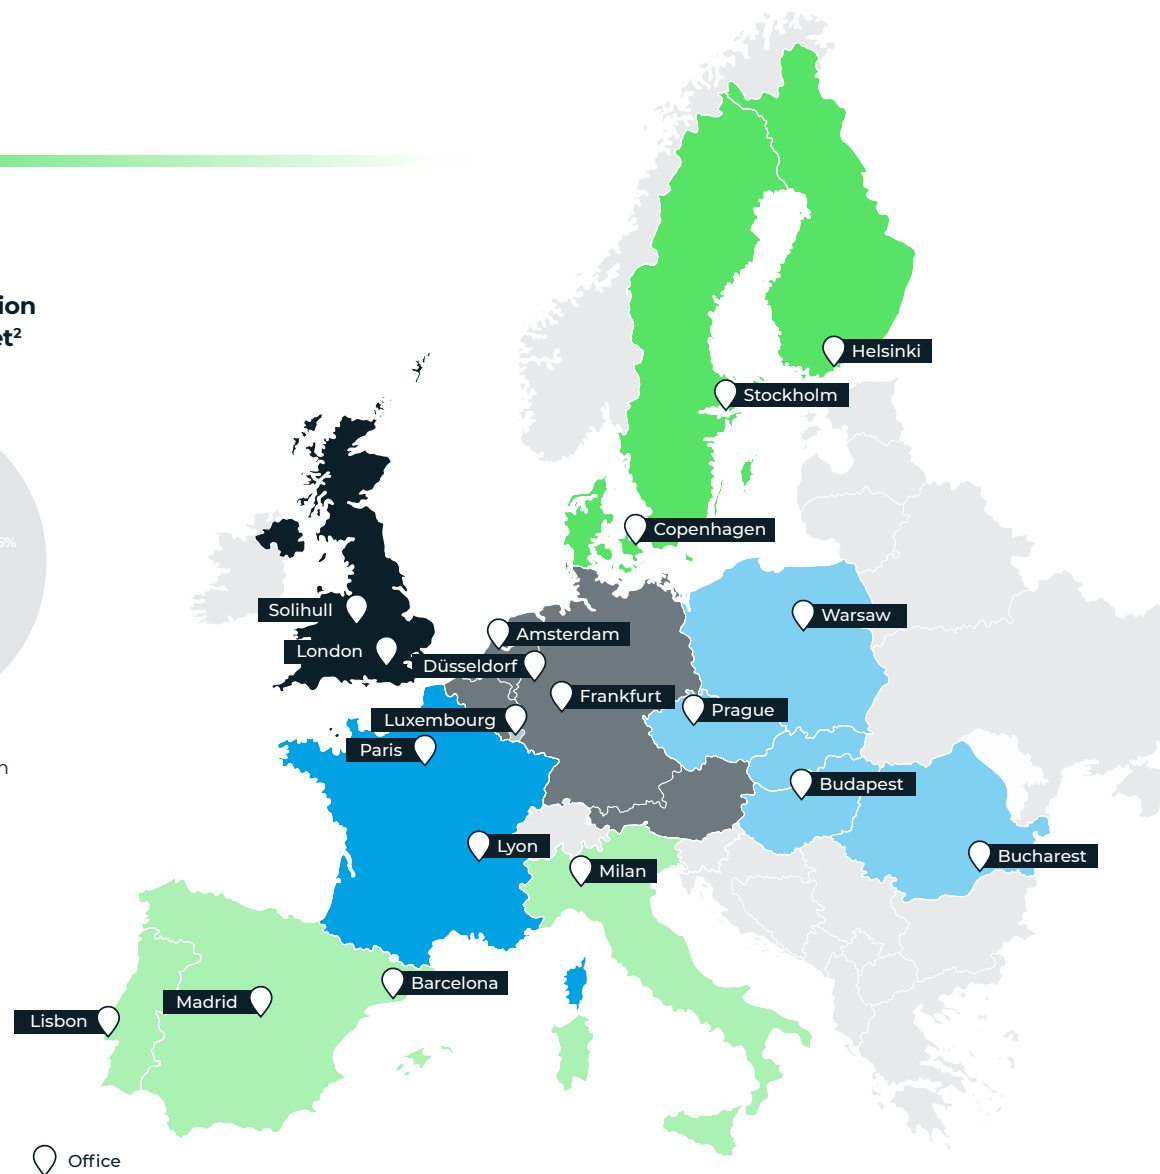 ion
et²
5%
n
Helsinki
Stockholm
Copenhagen
Solihull
Warsaw
Amsterdam
London
Düsseldorf
Frankfurt
Prague
Luxembourg
Paris
Budapest
Lyon
Bucharest
Milan
Barcelona
Madrid
Lisbon
Office